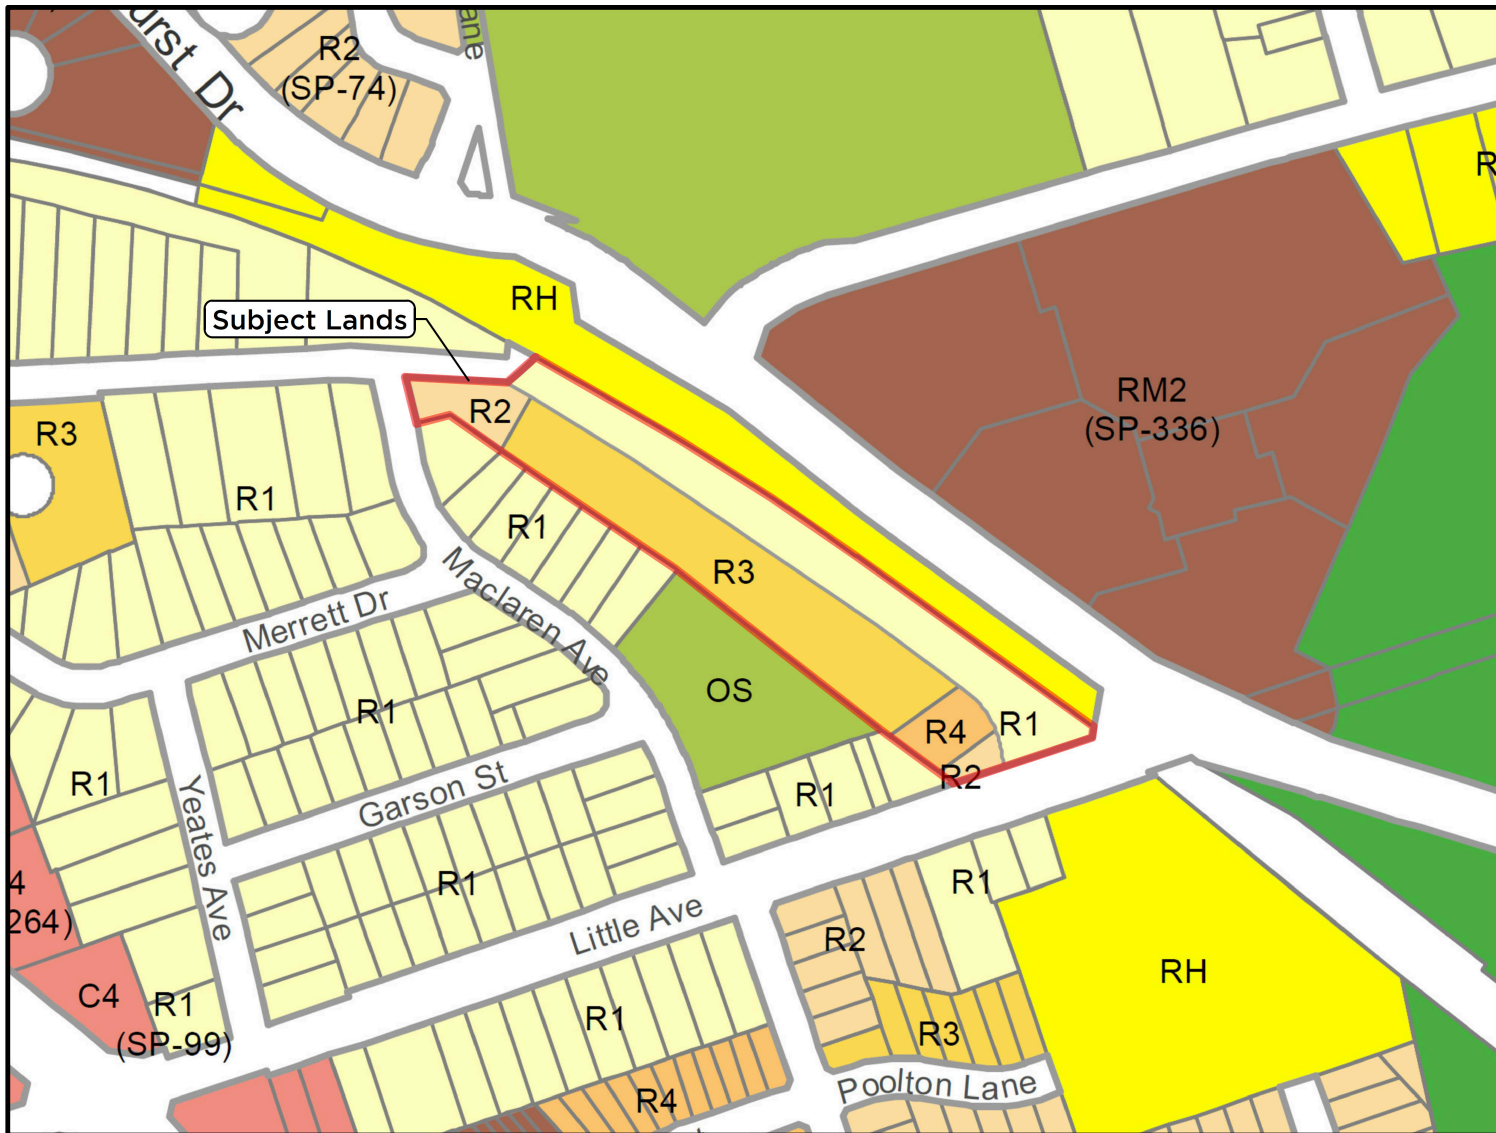 R2
(SP-74)
Dr
RH
Subject Lands
RM2
(SP-336)
R2
R3
R1
R1
R3
Maclaren Ave
Merrett Dr
OS
R1
R1
R4
R1
R2
R1
Yeates Ave
Garson St
R1
R1
R1
4
264)
Little Ave
R2
RH
C4
R1
(SP-99)
R1
R3
R4
Poolton Lane